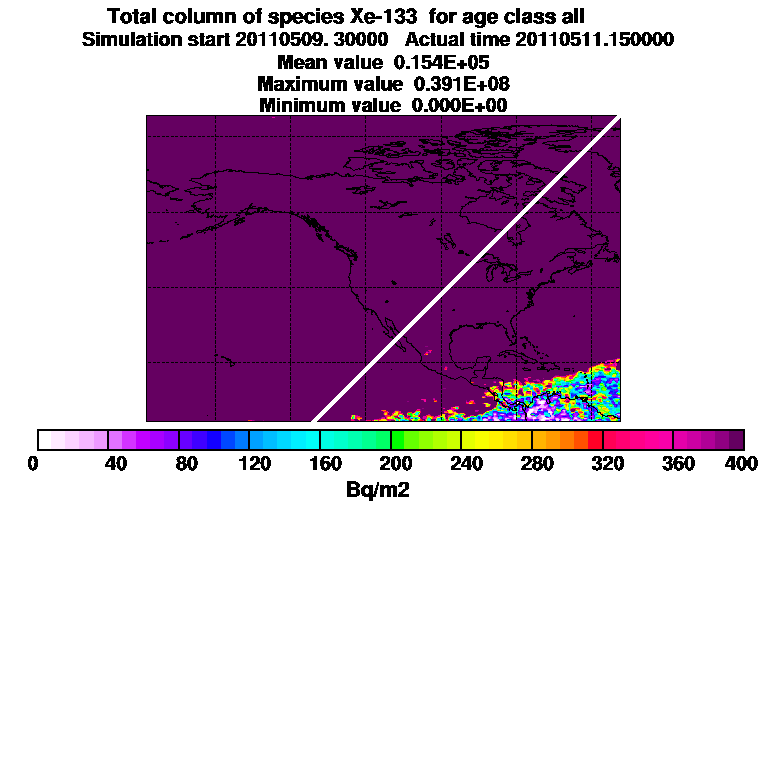 Total column of species Xe-133 for age class all
Simulation start 20110509. 30000 Actual time 20110511.150000
Mean value 0.154E+05
Maximum value 0.391E+08
Minimum value 0.000E+00
0 40 80 120 160 200 240 280 320 360 400
Bq/m2